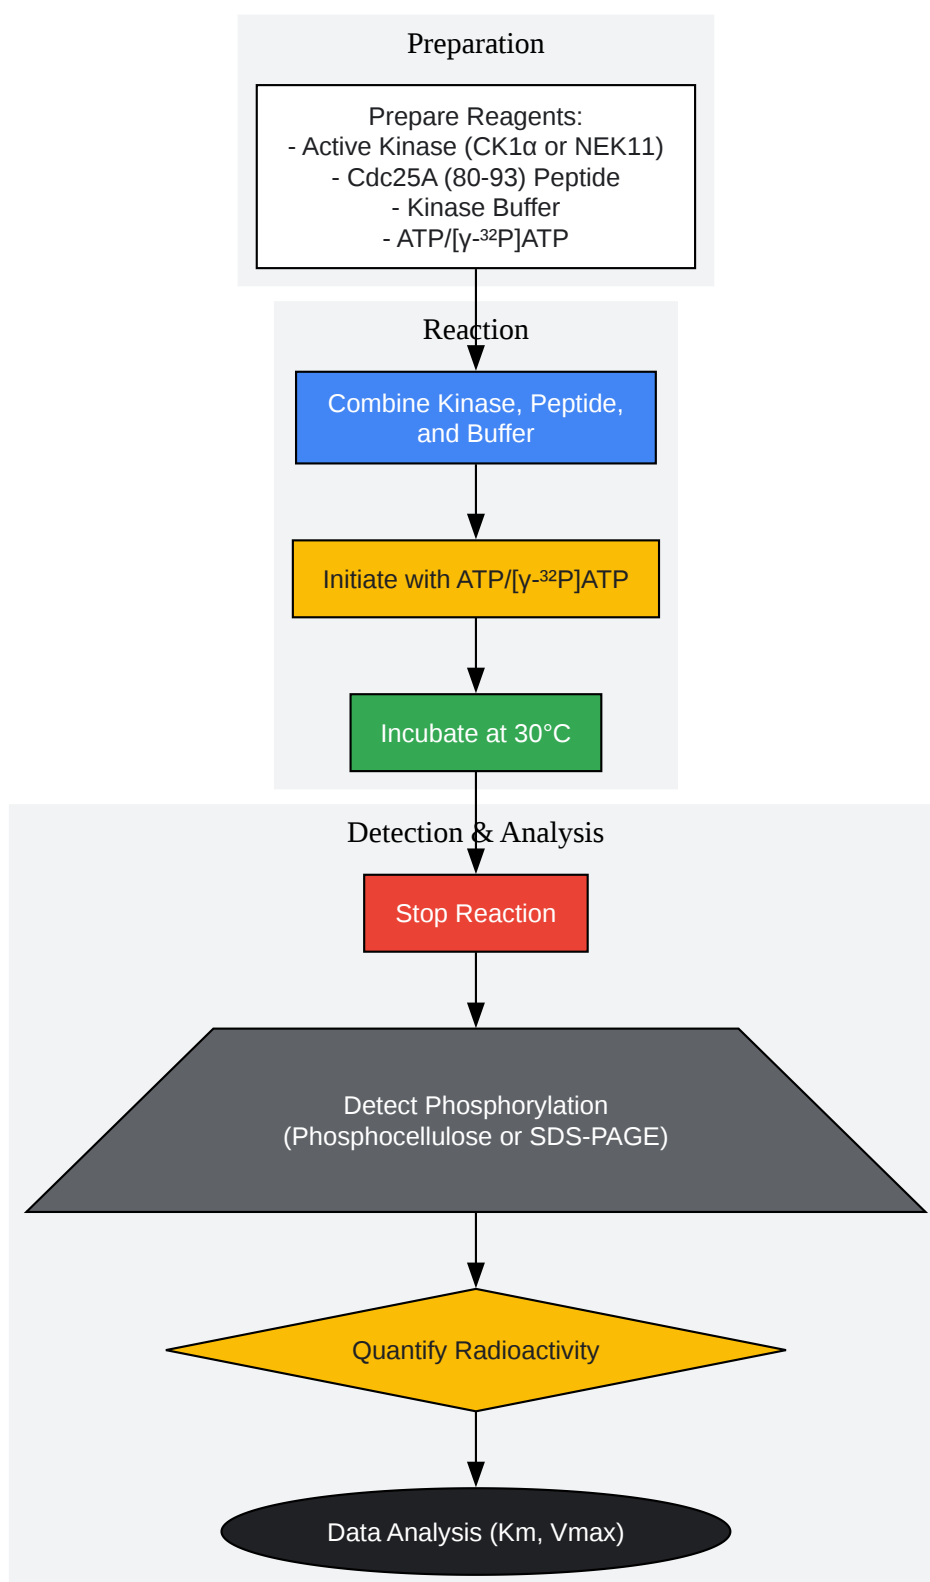 Preparation
Prepare Reagents:
- Active Kinase (CK1α or NEK11)
- Cdc25A (80-93) Peptide
- Kinase Buffer
- ATP/[γ-³²P]ATP
Reaction
Combine Kinase, Peptide,
and Buffer
Initiate with ATP/[γ-³²P]ATP
Incubate at 30°C
Detection & Analysis
Stop Reaction
Detect Phosphorylation
(Phosphocellulose or SDS-PAGE)
Quantify Radioactivity
Data Analysis (Km, Vmax)